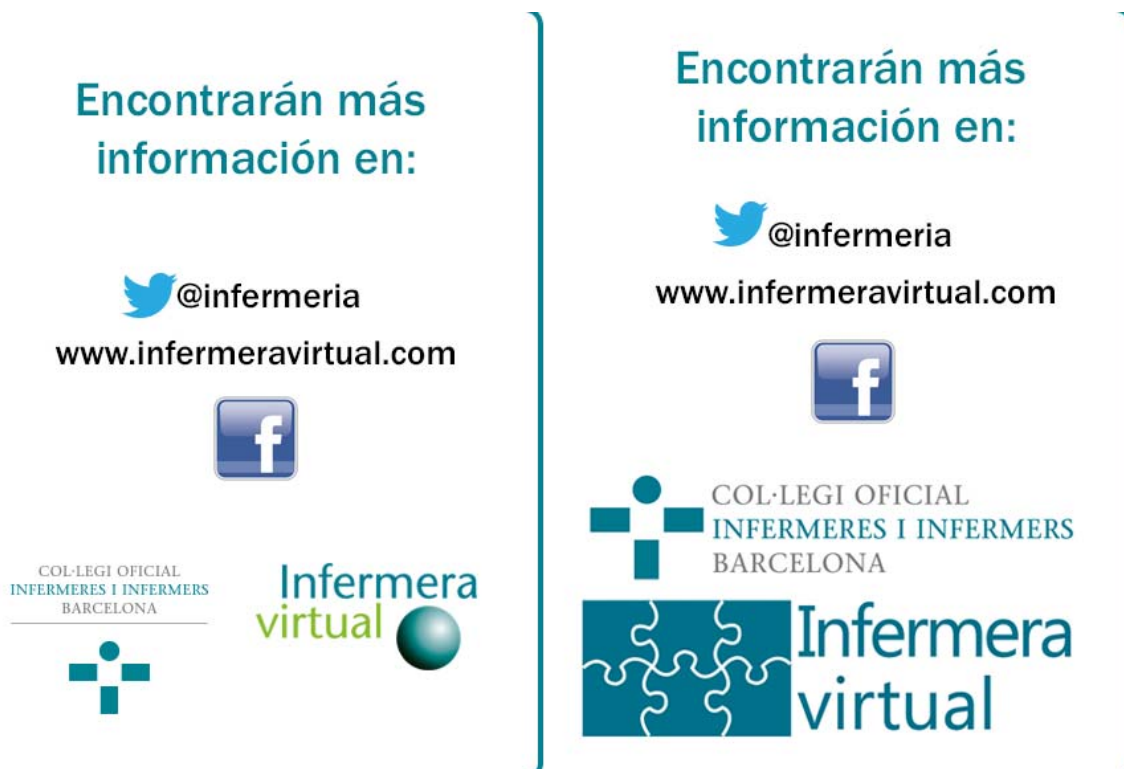 Encontrarán más
información en:
@infermeria
www.infermeravirtual.com
f
COL·LEGI OFICIAL
INFERMERES I INFERMERS
BARCELONA
Infermera
virtual
Encontrarán más
información en:
@infermeria
www.infermeravirtual.com
f
COL·LEGI OFICIAL
INFERMERES I INFERMERS
BARCELONA
Infermera
virtual